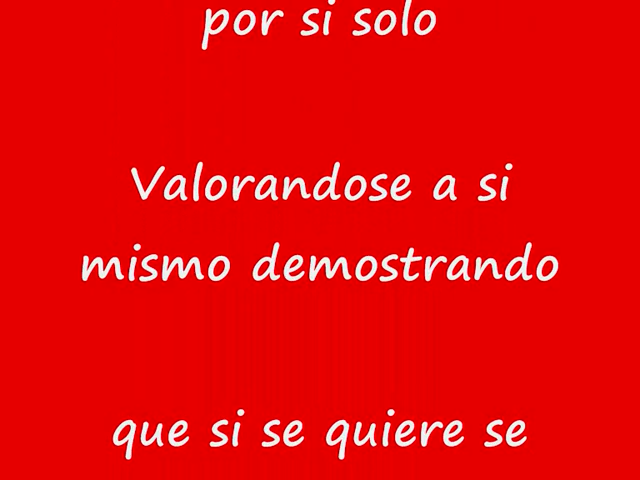 por si solo
Valorandose a si
mismo demostrando
que si se quiere se